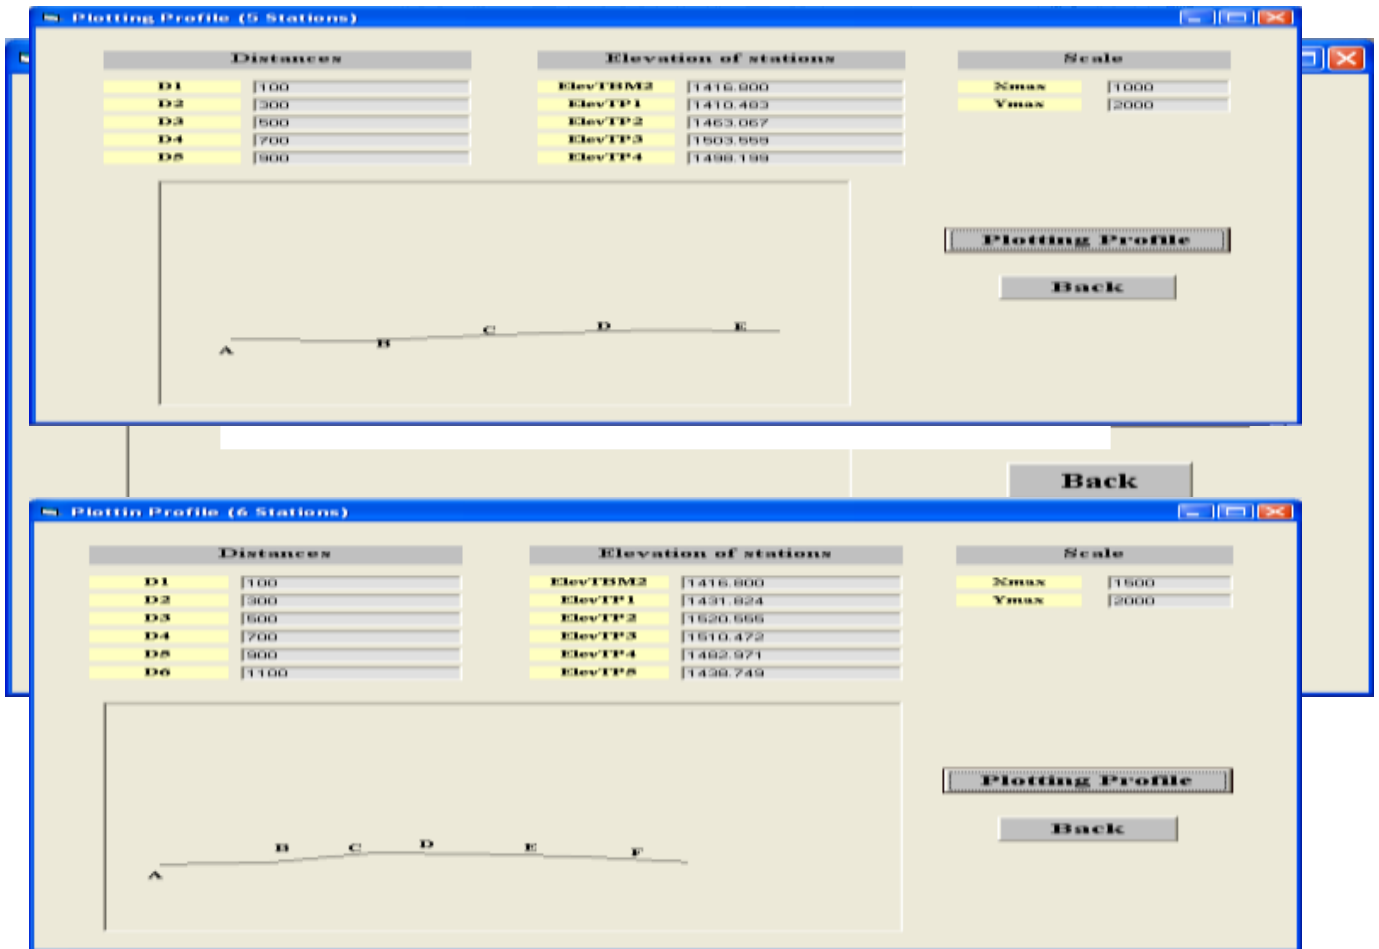 Plotting Profile (5 Stations)
Distances Elevation of stations Scale
D1 100 ElevTBM2 1416.800 Xmax 1000
D2 300 ElevTP1 1410.483 Ymax 2000
D3 500 ElevTP2 1463.067
D4 700 ElevTP3 1503.559
D5 900 ElevTP4 1498.199
Plotting Profile
Back
C D E
A B
Back
Plottin Profile (6 Stations)
Distances Elevation of stations Scale
D1 100 ElevTBM2 1416.800 Xmax 1500
D2 300 ElevTP1 1431.824 Ymax 2000
D3 500 ElevTP2 1520.555
D4 700 ElevTP3 1510.472
D5 900 ElevTP4 1482.971
D6 1100 ElevTP5 1438.749
Plotting Profile
Back
B C D E F
A